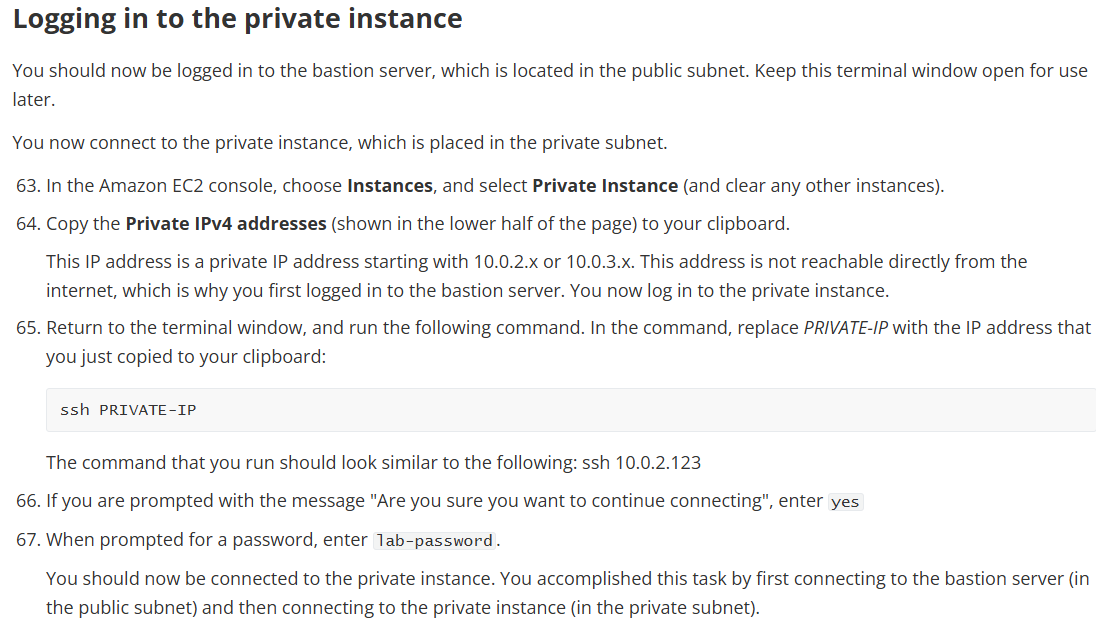 Logging in to the private instance
You should now be logged in to the bastion server, which is located in the public subnet. Keep this terminal window open for use
later.
You now connect to the private instance, which is placed in the private subnet.
63. In the Amazon EC2 console, choose Instances, and select Private Instance (and clear any other instances).
64. Copy the Private IPv4 addresses (shown in the lower half of the page) to your clipboard.
This IP address is a private IP address starting with 10.0.2.x or 10.0.3.x. This address is not reachable directly from the
internet, which is why you first logged in to the bastion server. You now log in to the private instance.
65. Return to the terminal window, and run the following command. In the command, replace PRIVATE-IP with the IP address that
you just copied to your clipboard:
ssh PRIVATE-IP
The command that you run should look similar to the following: ssh 10.0.2.123
66. If you are prompted with the message "Are you sure you want to continue connecting", enter yes
67. When prompted for a password, enter lab-password.
You should now be connected to the private instance. You accomplished this task by first connecting to the bastion server (in
the public subnet) and then connecting to the private instance (in the private subnet).